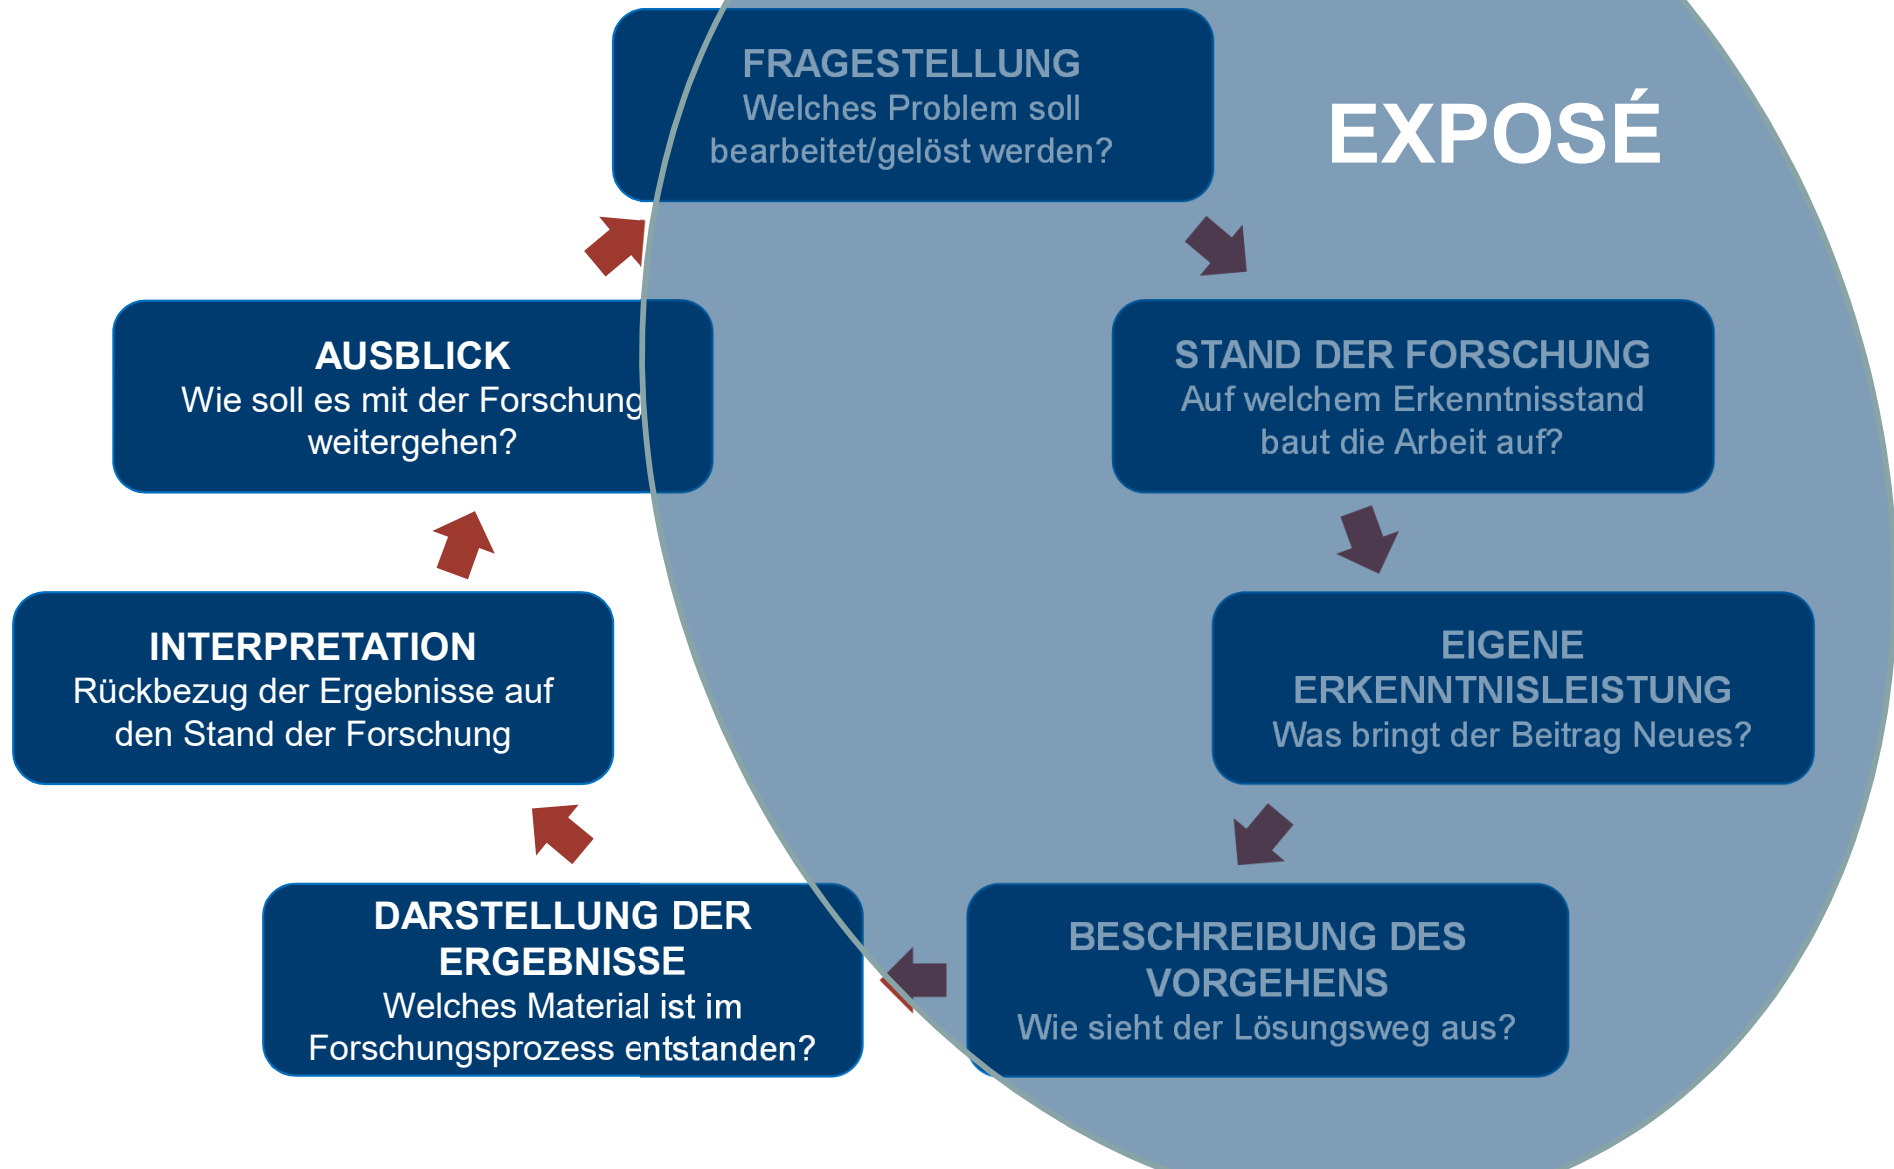 FRAGESTELLUNG
Welches Problem soll
bearbeitet/gelöst werden?
EXPOSÉ
STAND DER FORSCHUNG
Auf welchem Erkenntnisstand
baut die Arbeit auf?
EIGENE
ERKENNTNISLEISTUNG
Was bringt der Beitrag Neues?
BESCHREIBUNG DES
VORGEHENS
Wie sieht der Lösungsweg aus?
DARSTELLUNG DER
ERGEBNISSE
Welches Material ist im
Forschungsprozess entstanden?
INTERPRETATION
Rückbezug der Ergebnisse auf
den Stand der Forschung
AUSBLICK
Wie soll es mit der Forschung
weitergehen?